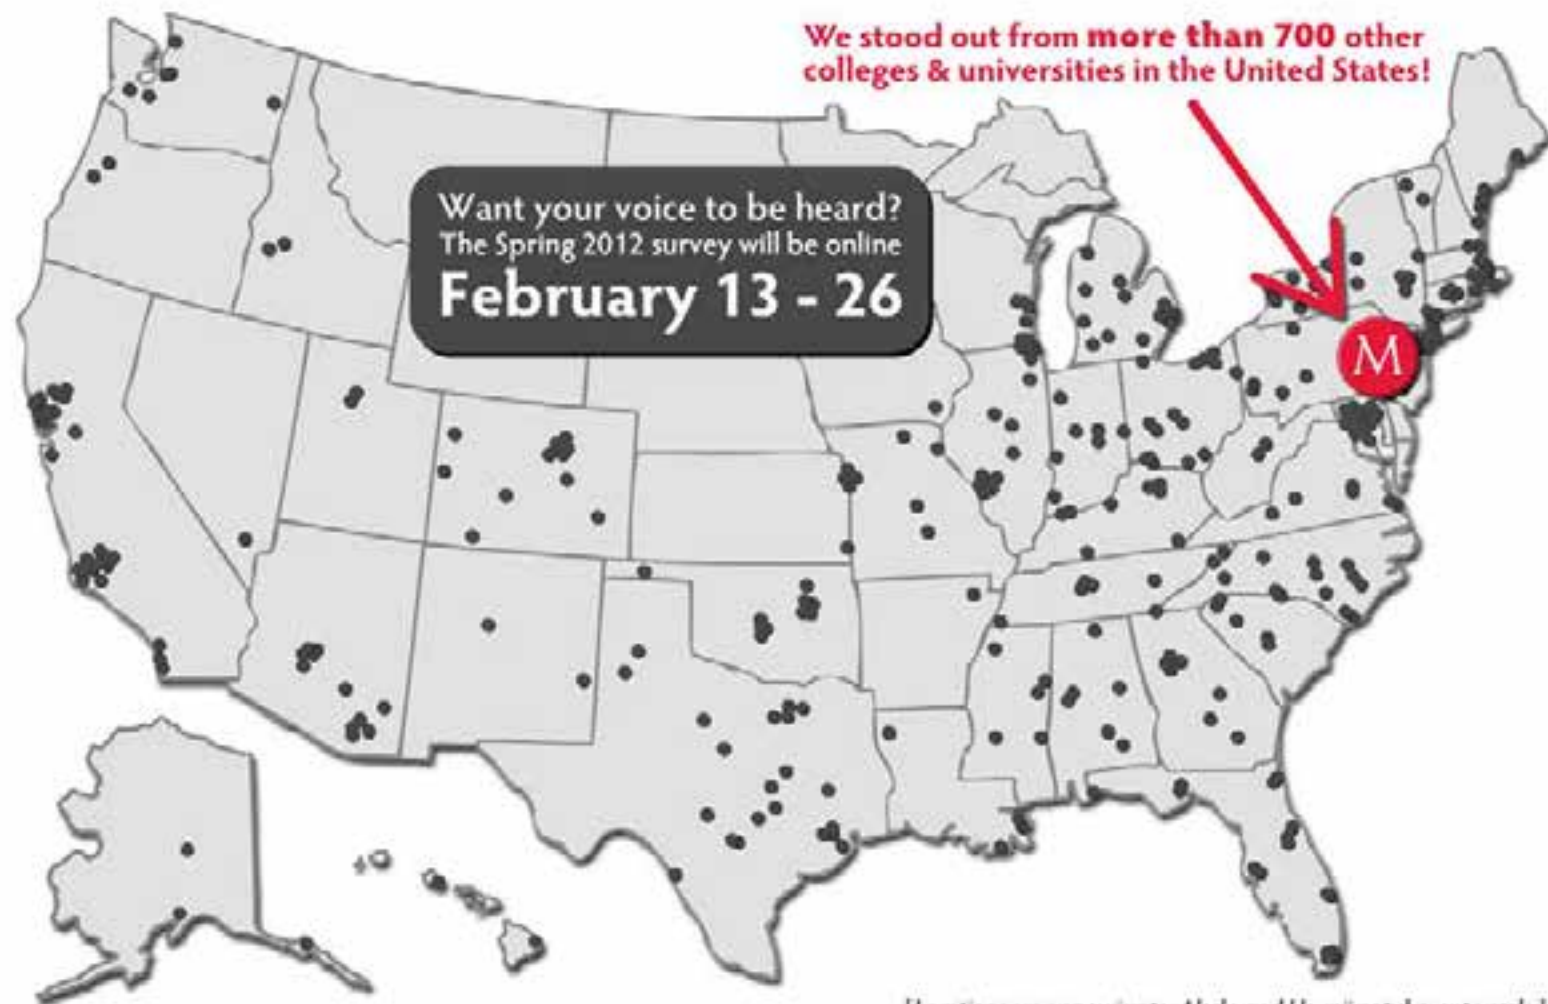 We stood out from more than 700 other
colleges & universities in the United States!
Want your voice to be heard?
The Spring 2012 survey will be online
February 13 - 26
M